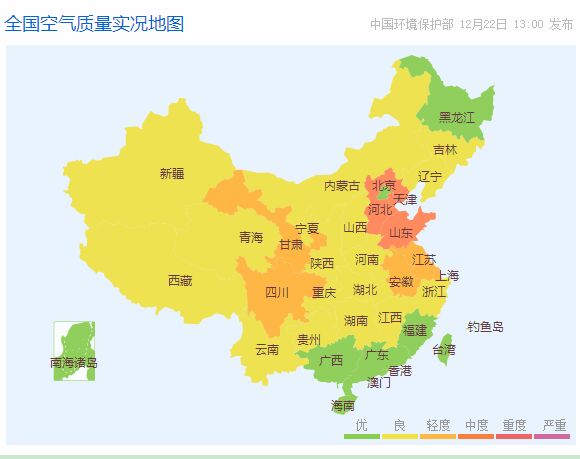 全国空气质量实况地图
中国环境保护部 12月22日 13:00 发布
黑龙江
吉林
辽宁
新疆
内蒙古
北京
天津
河北
宁夏
山西
山东
青海
甘肃
陕西
河南
江苏
上海
西藏
四川
重庆
湖北
安徽
浙江
湖南
江西
贵州
福建
钓鱼岛
云南
广西
广东
台湾
南海诸岛
香港
澳门
海南
优 良 轻度 中度 重度 严重